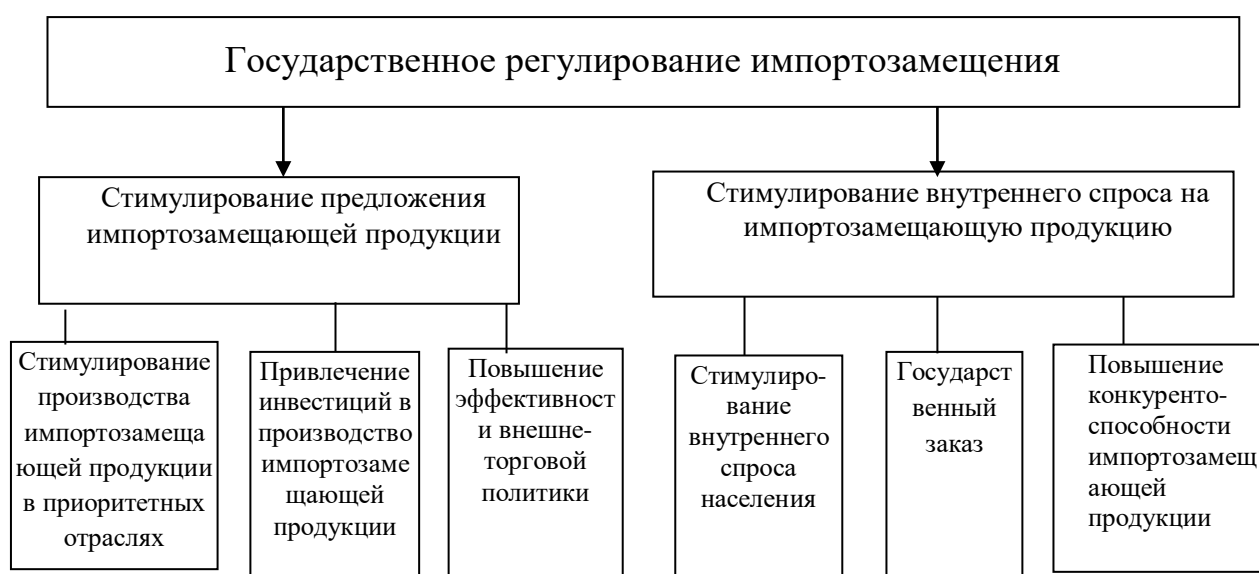 Государственное регулирование импортозамещения
Стимулирование предложения
импортозамещающей продукции
Стимулирование внутреннего спроса на
импортозамещающую продукцию
Стимулирование
производства
импортозамеща
ющей продукции
в приоритетных
отраслях
Привлечение
инвестиций в
производство
импортозаме
щающей
продукции
Повышение
эффективност
и внешне-
торговой
политики
Стимулиро-
вание
внутреннего
спроса
населения
Государст
венный
заказ
Повышение
конкуренто-
способности
импортозамещ
ающей
продукции